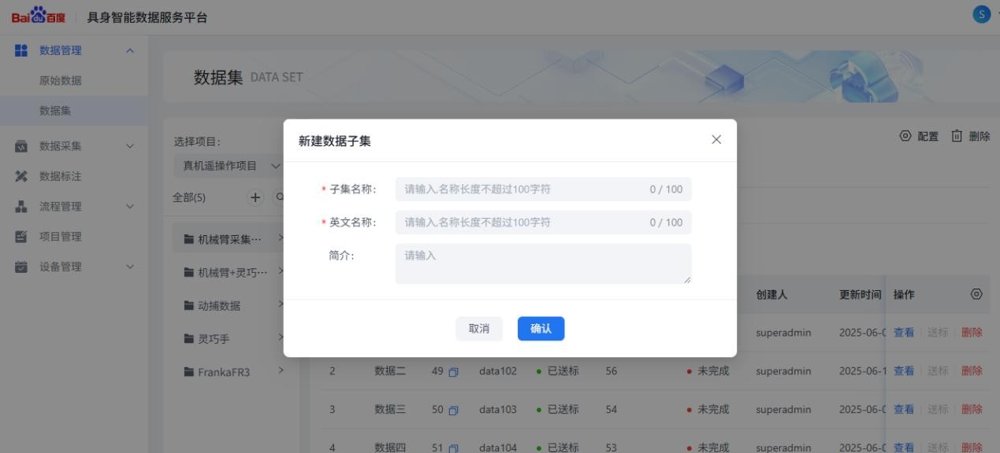 Bai du 百度 具身智能数据服务平台 S
数据管理
原始数据
数据集
数据采集
数据标注
流程管理
项目管理
设备管理
数据集 DATA SET
选择项目:
真机遥操作项目
全部(5)
机械臂采集···
机械臂+灵巧···
动捕数据
灵巧手
FrankaFR3
配置 删除
新建数据子集
* 子集名称: 请输入,名称长度不超过100字符 0 / 100
* 英文名称: 请输入,名称长度不超过100字符 0 / 100
简介: 请输入
取消 确认
创建人 更新时间 操作
superadmin 2025-06-0 查看 送标 删除
2 数据二 49 data102 已送标 56 未完成 superadmin 2025-06-1 查看 送标 删除
3 数据三 50 data103 已送标 54 未完成 superadmin 2025-06-0 查看 送标 删除
4 数据四 51 data104 已送标 53 未完成 superadmin 2025-06-0 查看 送标 删除